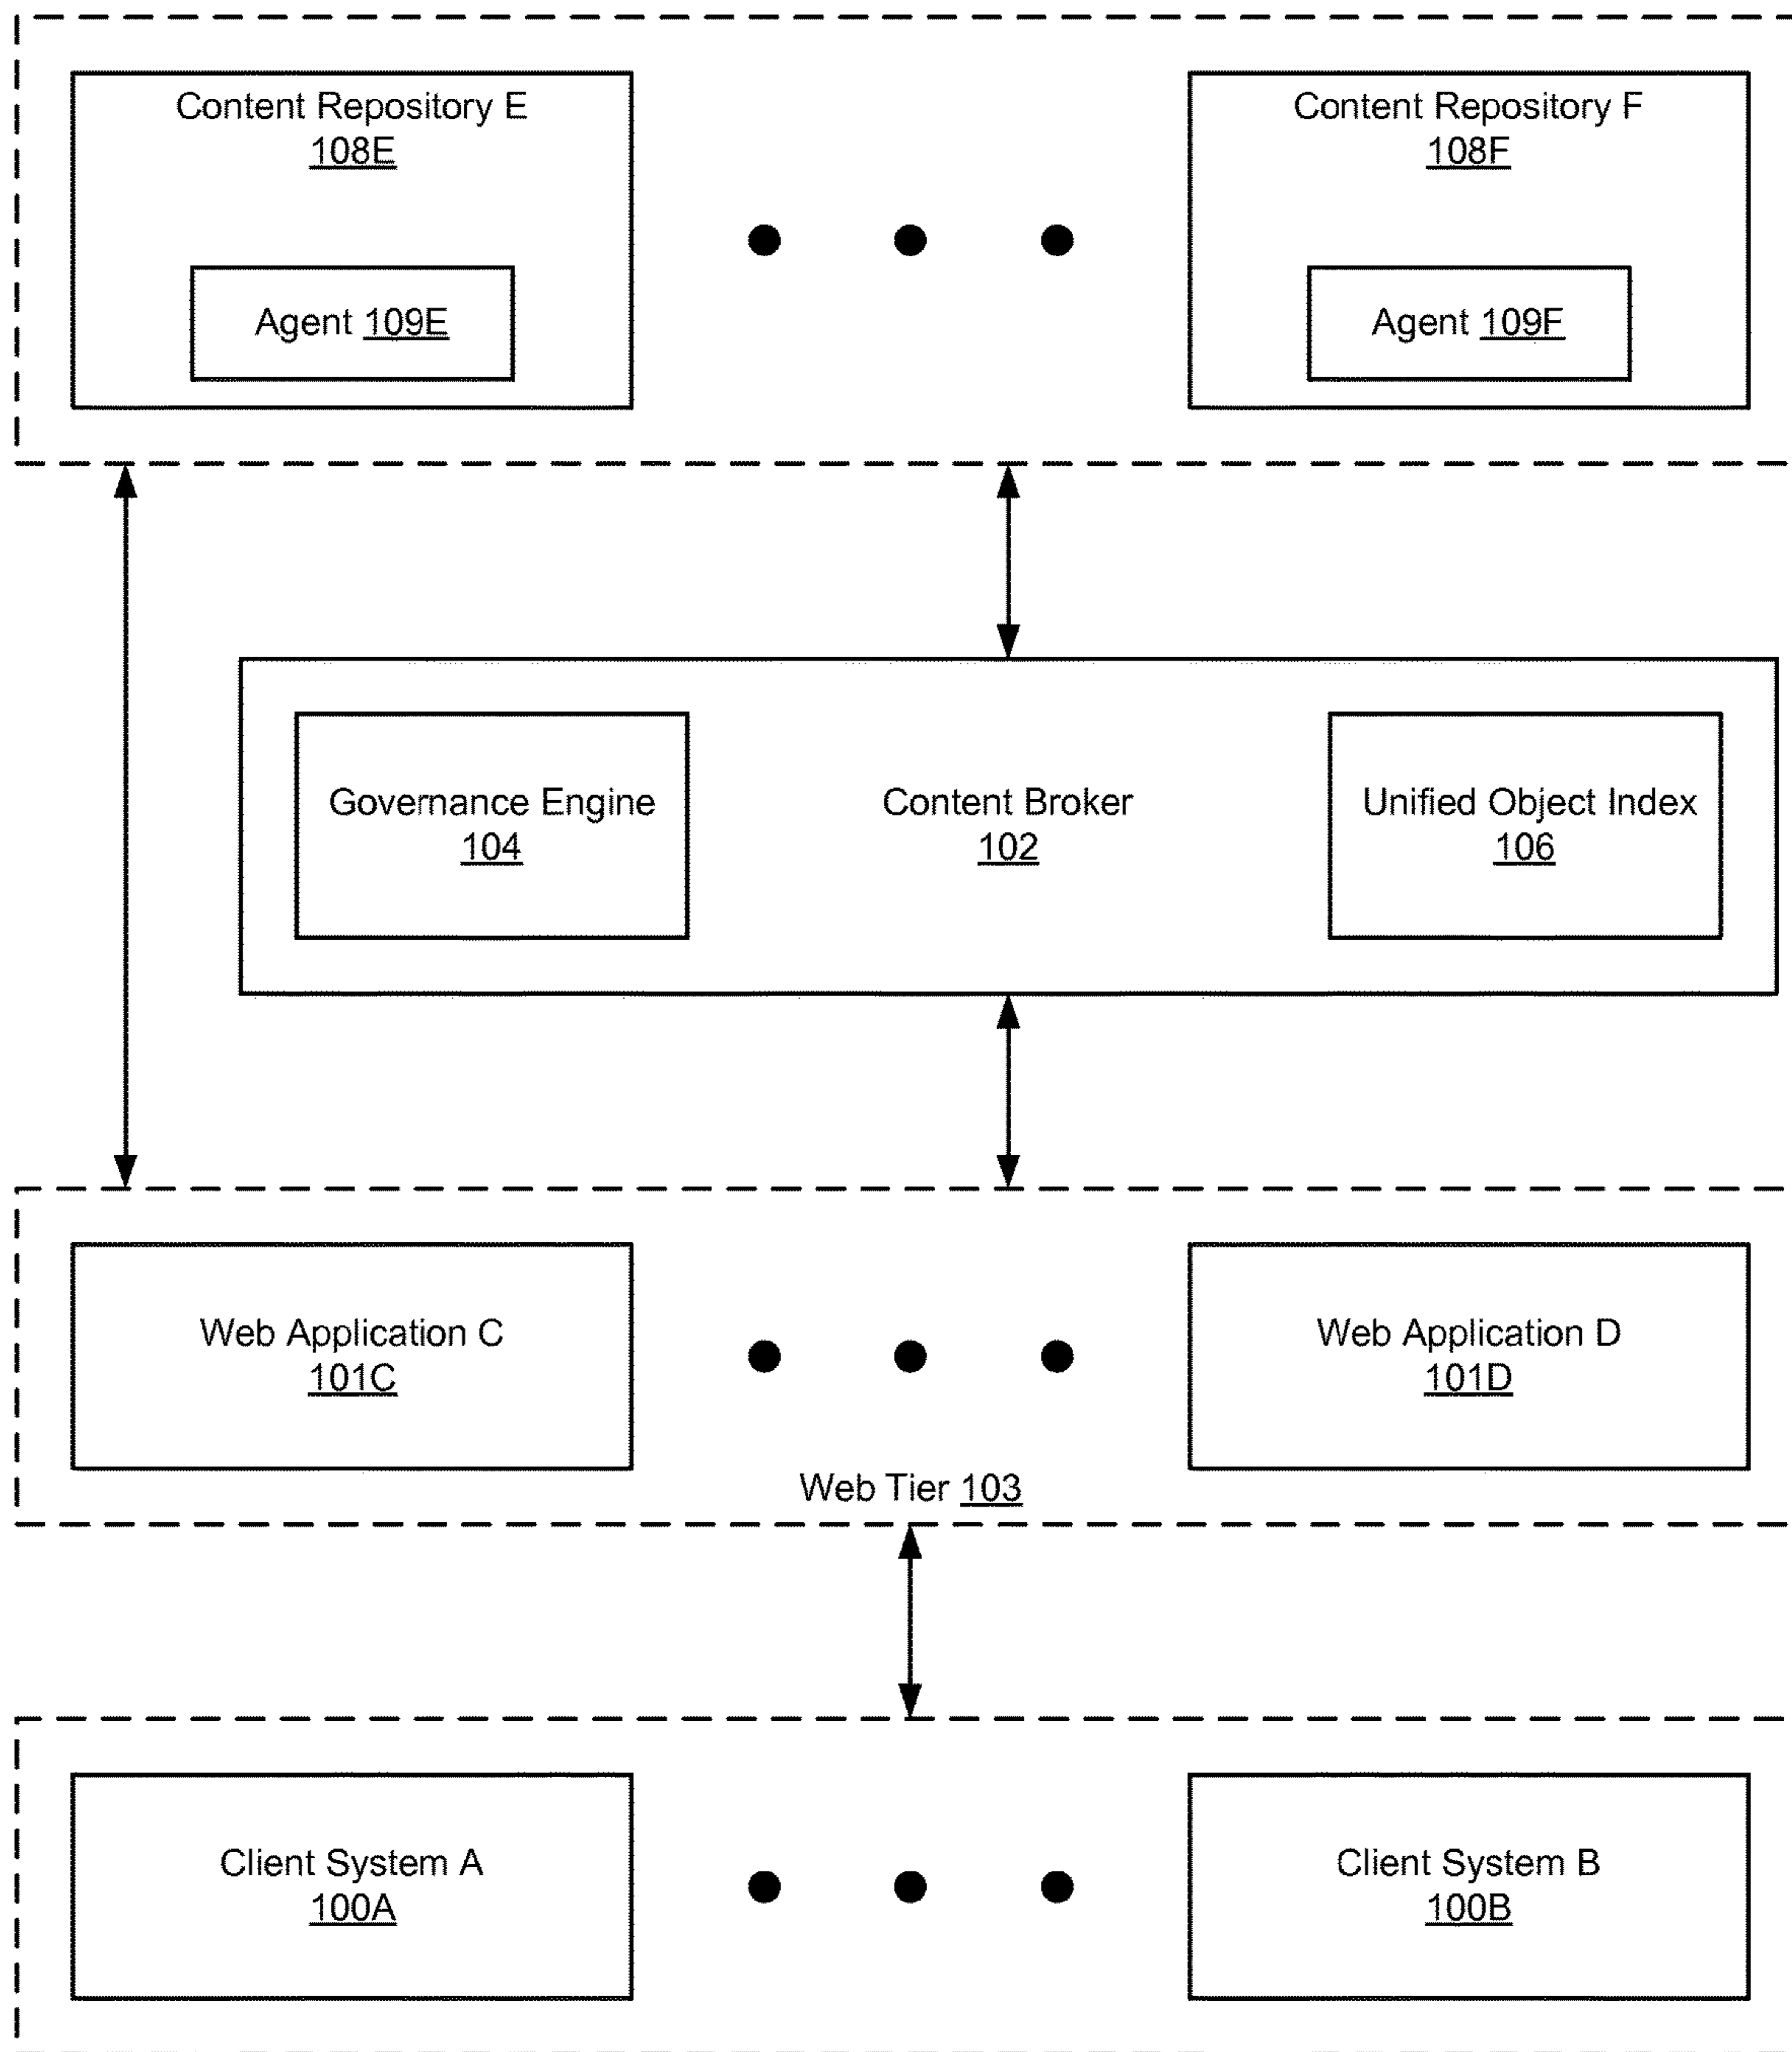 Content Repository E
108E
Content Repository F
108F
Agent 109E
Agent 109F
Governance Engine
104
Content Broker
102
Unified Object Index
106
Web Application C
101C
Web Application D
101D
Web Tier 103
Client System A
100A
Client System B
100B